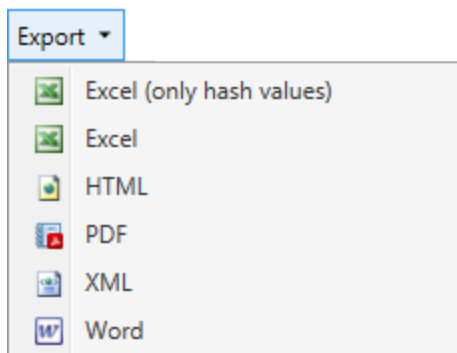 Export
Excel (only hash values)
Excel
HTML
PDF
XML
Word